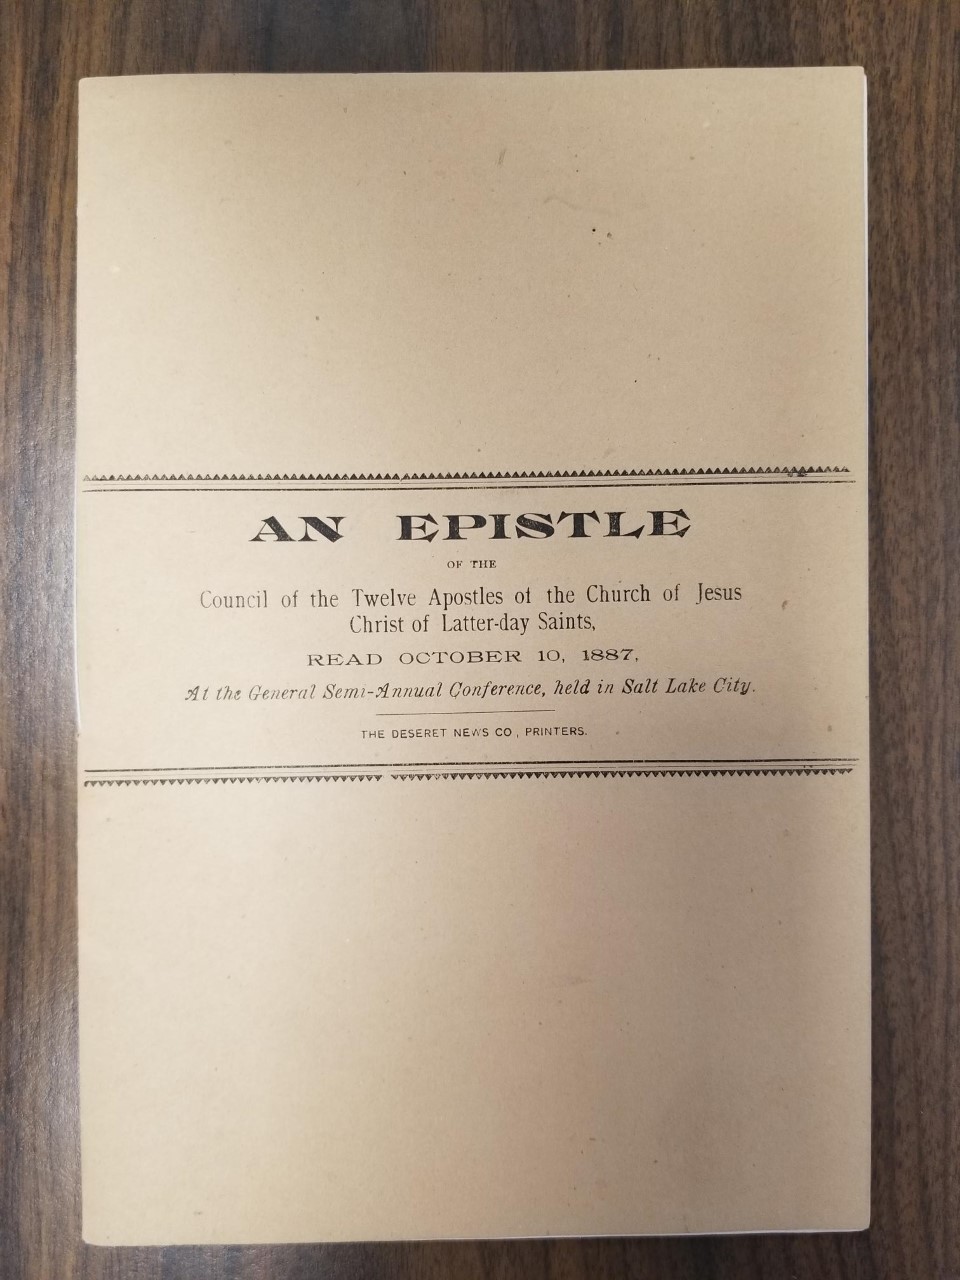 AN EPISTLE
OF THE
Council of the Twelve Apostles of the Church of Jesus
Christ of Latter-day Saints,
READ OCTOBER 10, 1887,
At the General Semi-Annual Conference, held in Salt Lake City.
THE DESERET NEWS CO, PRINTERS.